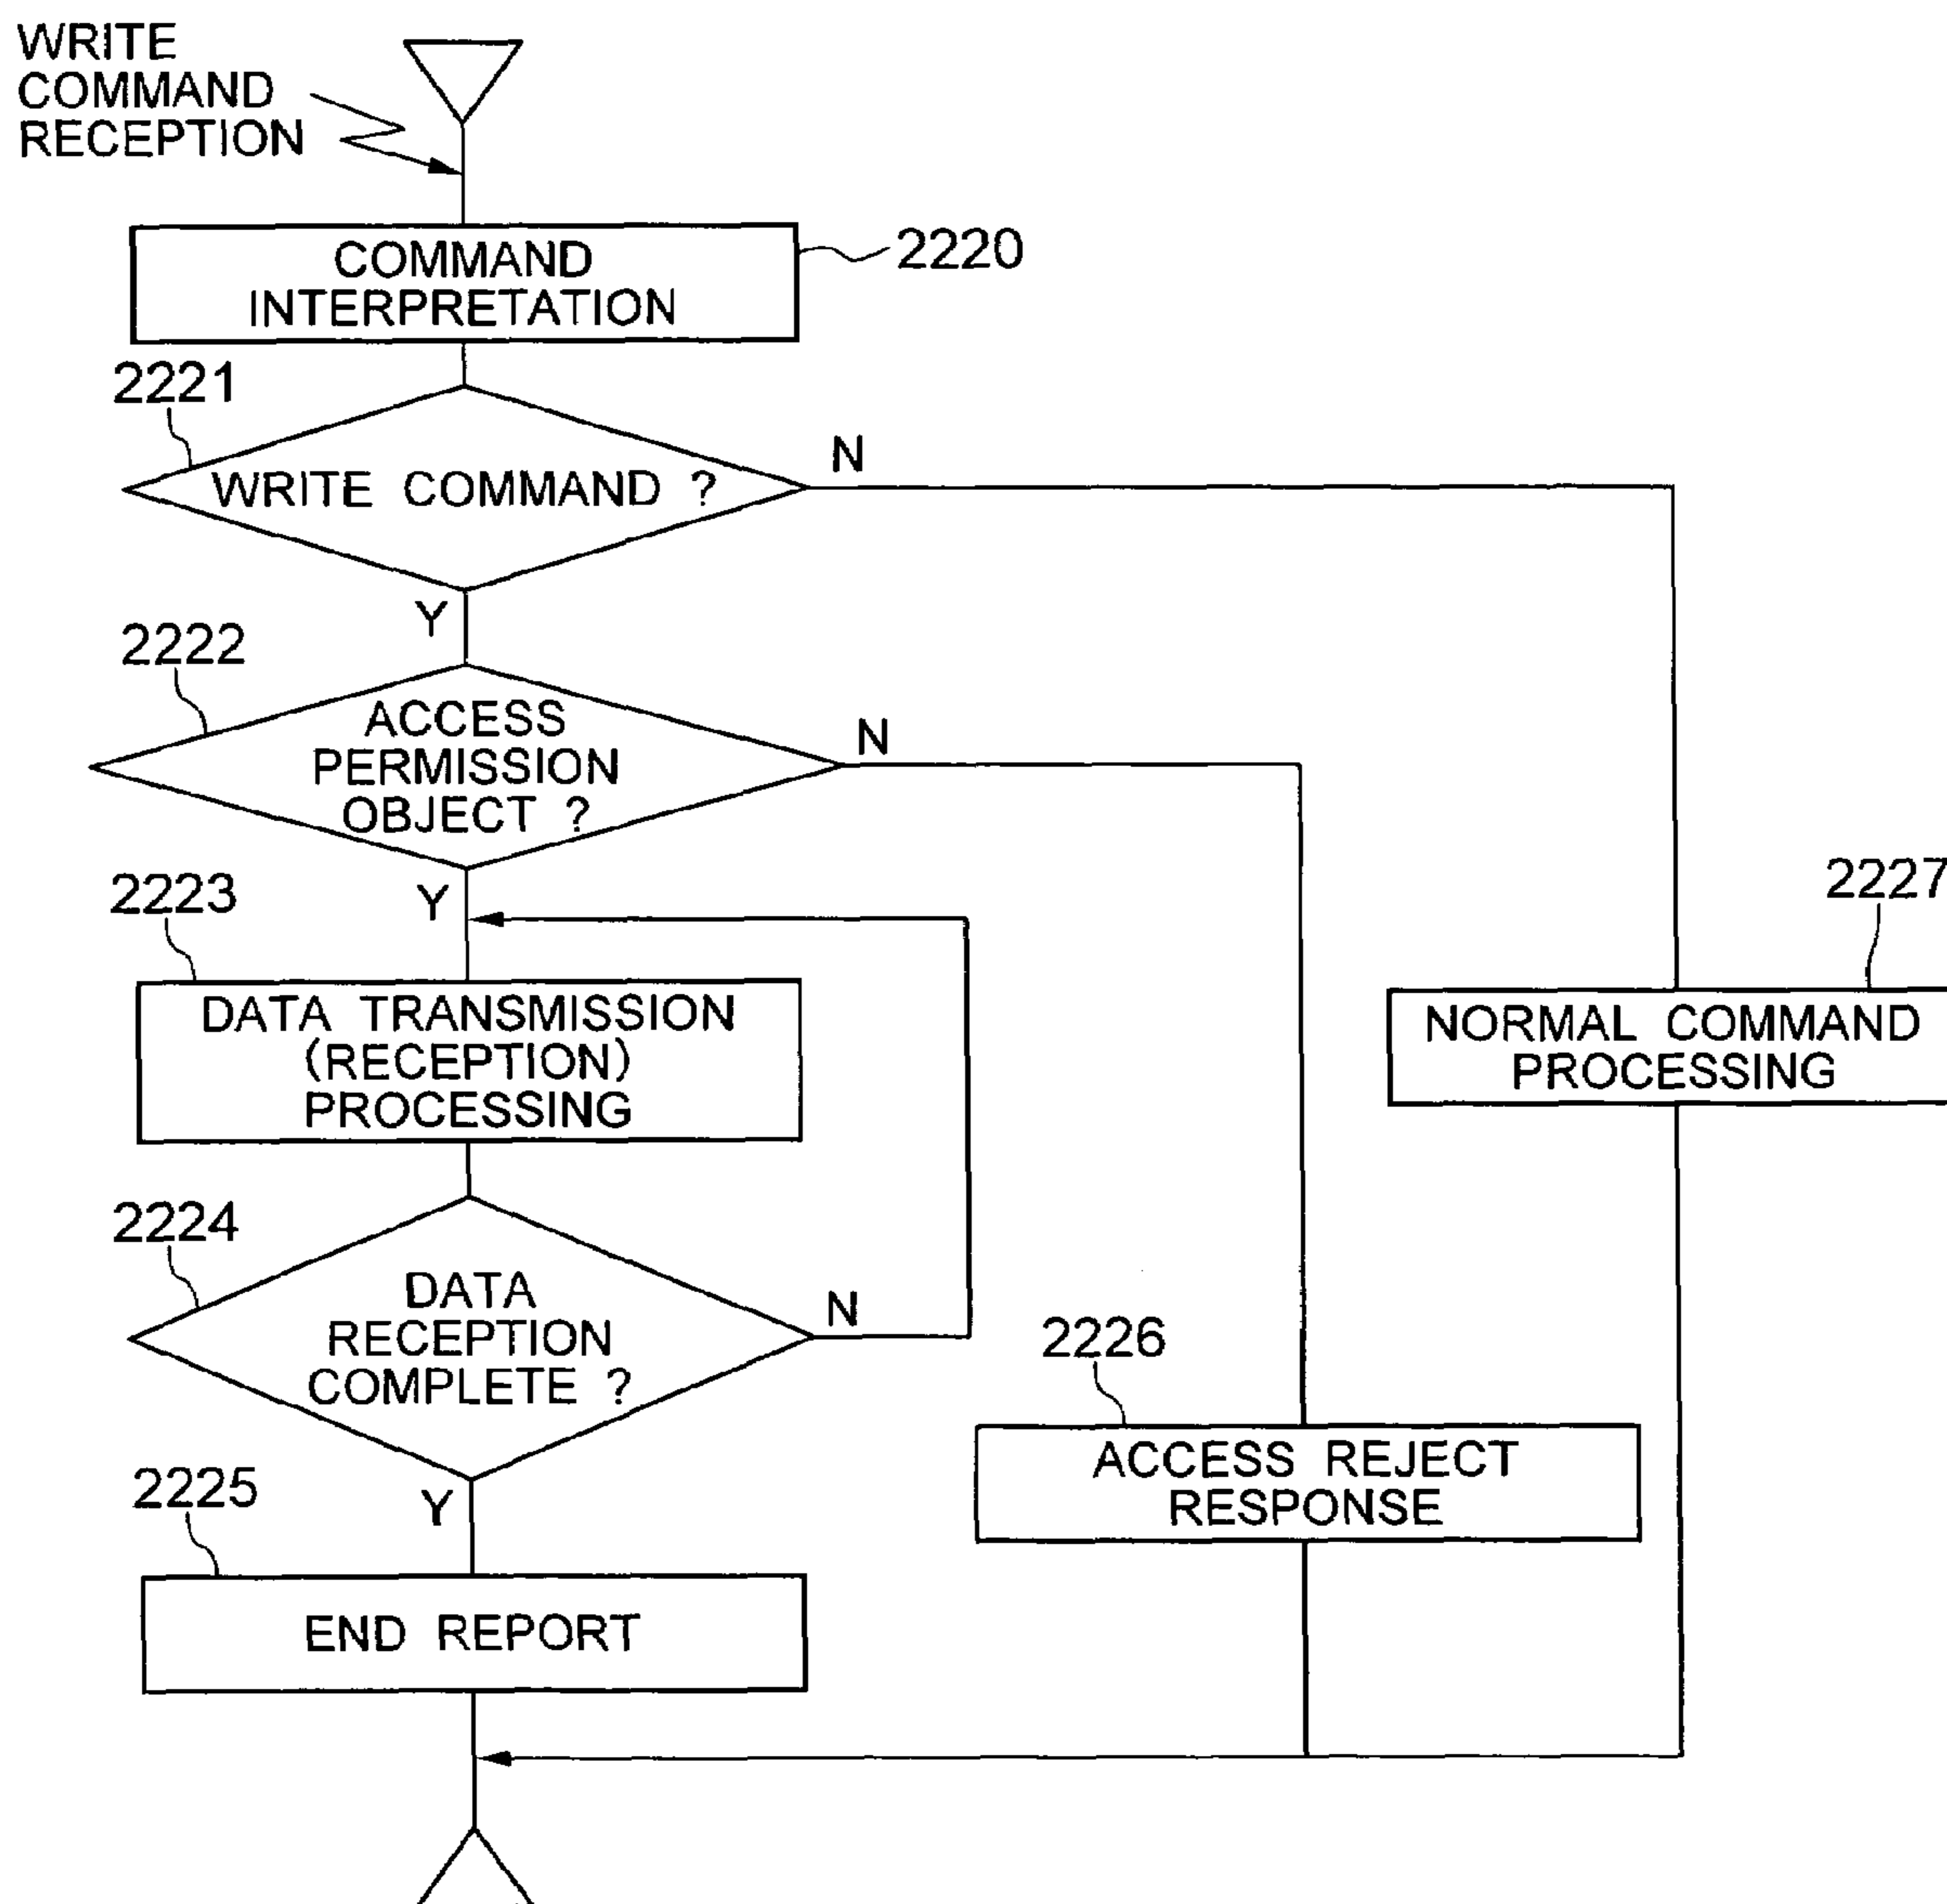 WRITE
COMMAND
RECEPTION
COMMAND
INTERPRETATION
2220
2221
WRITE COMMAND ?
N
Y
2222
ACCESS
PERMISSION
OBJECT ?
N
Y
2223
DATA TRANSMISSION
(RECEPTION)
PROCESSING
2227
NORMAL COMMAND
PROCESSING
2224
DATA
RECEPTION
COMPLETE ?
N
Y
2226
ACCESS REJECT
RESPONSE
2225
END REPORT